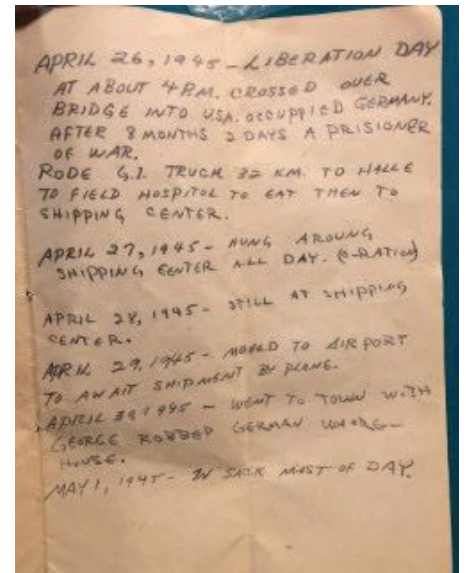 APRIL 26, 1945 - LIBERATION DAY
AT ABOUT 4 P.M. CROSSED OVER
BRIDGE INTO USA. OCCUPPIED GERMANY.
AFTER 8 MONTHS 2 DAYS A PRISIONER
OF WAR.
RODE G.I. TRUCK 32 KM. TO HALLE
TO FIELD HOSPITOL TO EAT THEN TO
SHIPPING CENTER.
APRIL 27, 1945 - HUNG AROUNG
SHIPPING CENTER ALL DAY. (C-RATION)
APRIL 28, 1945 - STILL AT SHIPPING
CENTER.
APRIL 29, 1945 - MOVED TO AIRPORT
TO AWAIT SHIPMENT BY PLANE.
APRIL 30 1945 - WENT TO TOWN WITH
GEORGE ROBBED GERMAN WARE-
HOUSE.
MAY 1, 1945 - IN SACK MOST OF DAY.